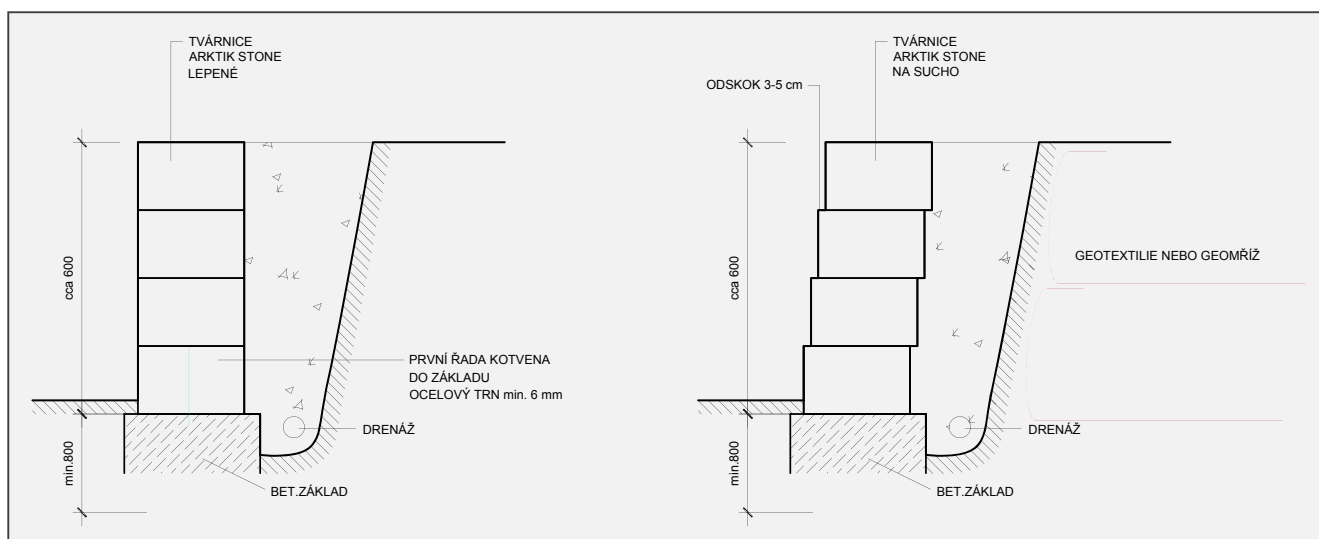 TVÁRNICE
ARKTIK STONE
LEPENÉ
cca 600
PRVNÍ ŘADA KOTVENA
DO ZÁKLADU
OCELOVÝ TRN min. 6 mm
DRENÁŽ
min.800
BET.ZÁKLAD
TVÁRNICE
ARKTIK STONE
NA SUCHO
ODSKOK 3-5 cm
cca 600
GEOTEXTILIE NEBO GEOMŘÍŽ
DRENÁŽ
min.800
BET.ZÁKLAD